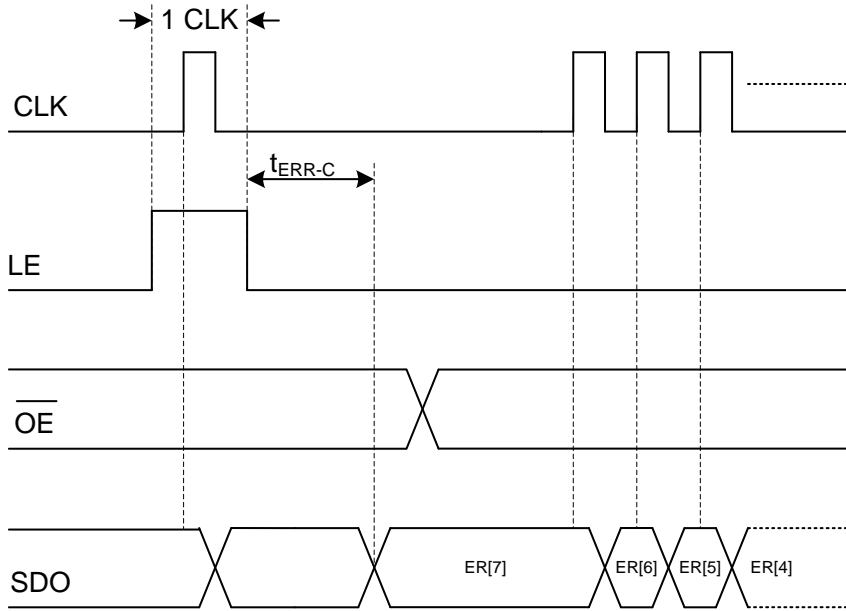 1 CLK
CLK
tERR-C
LE
OE
SDO
ER[7]
ER[6]
ER[5]
ER[4]